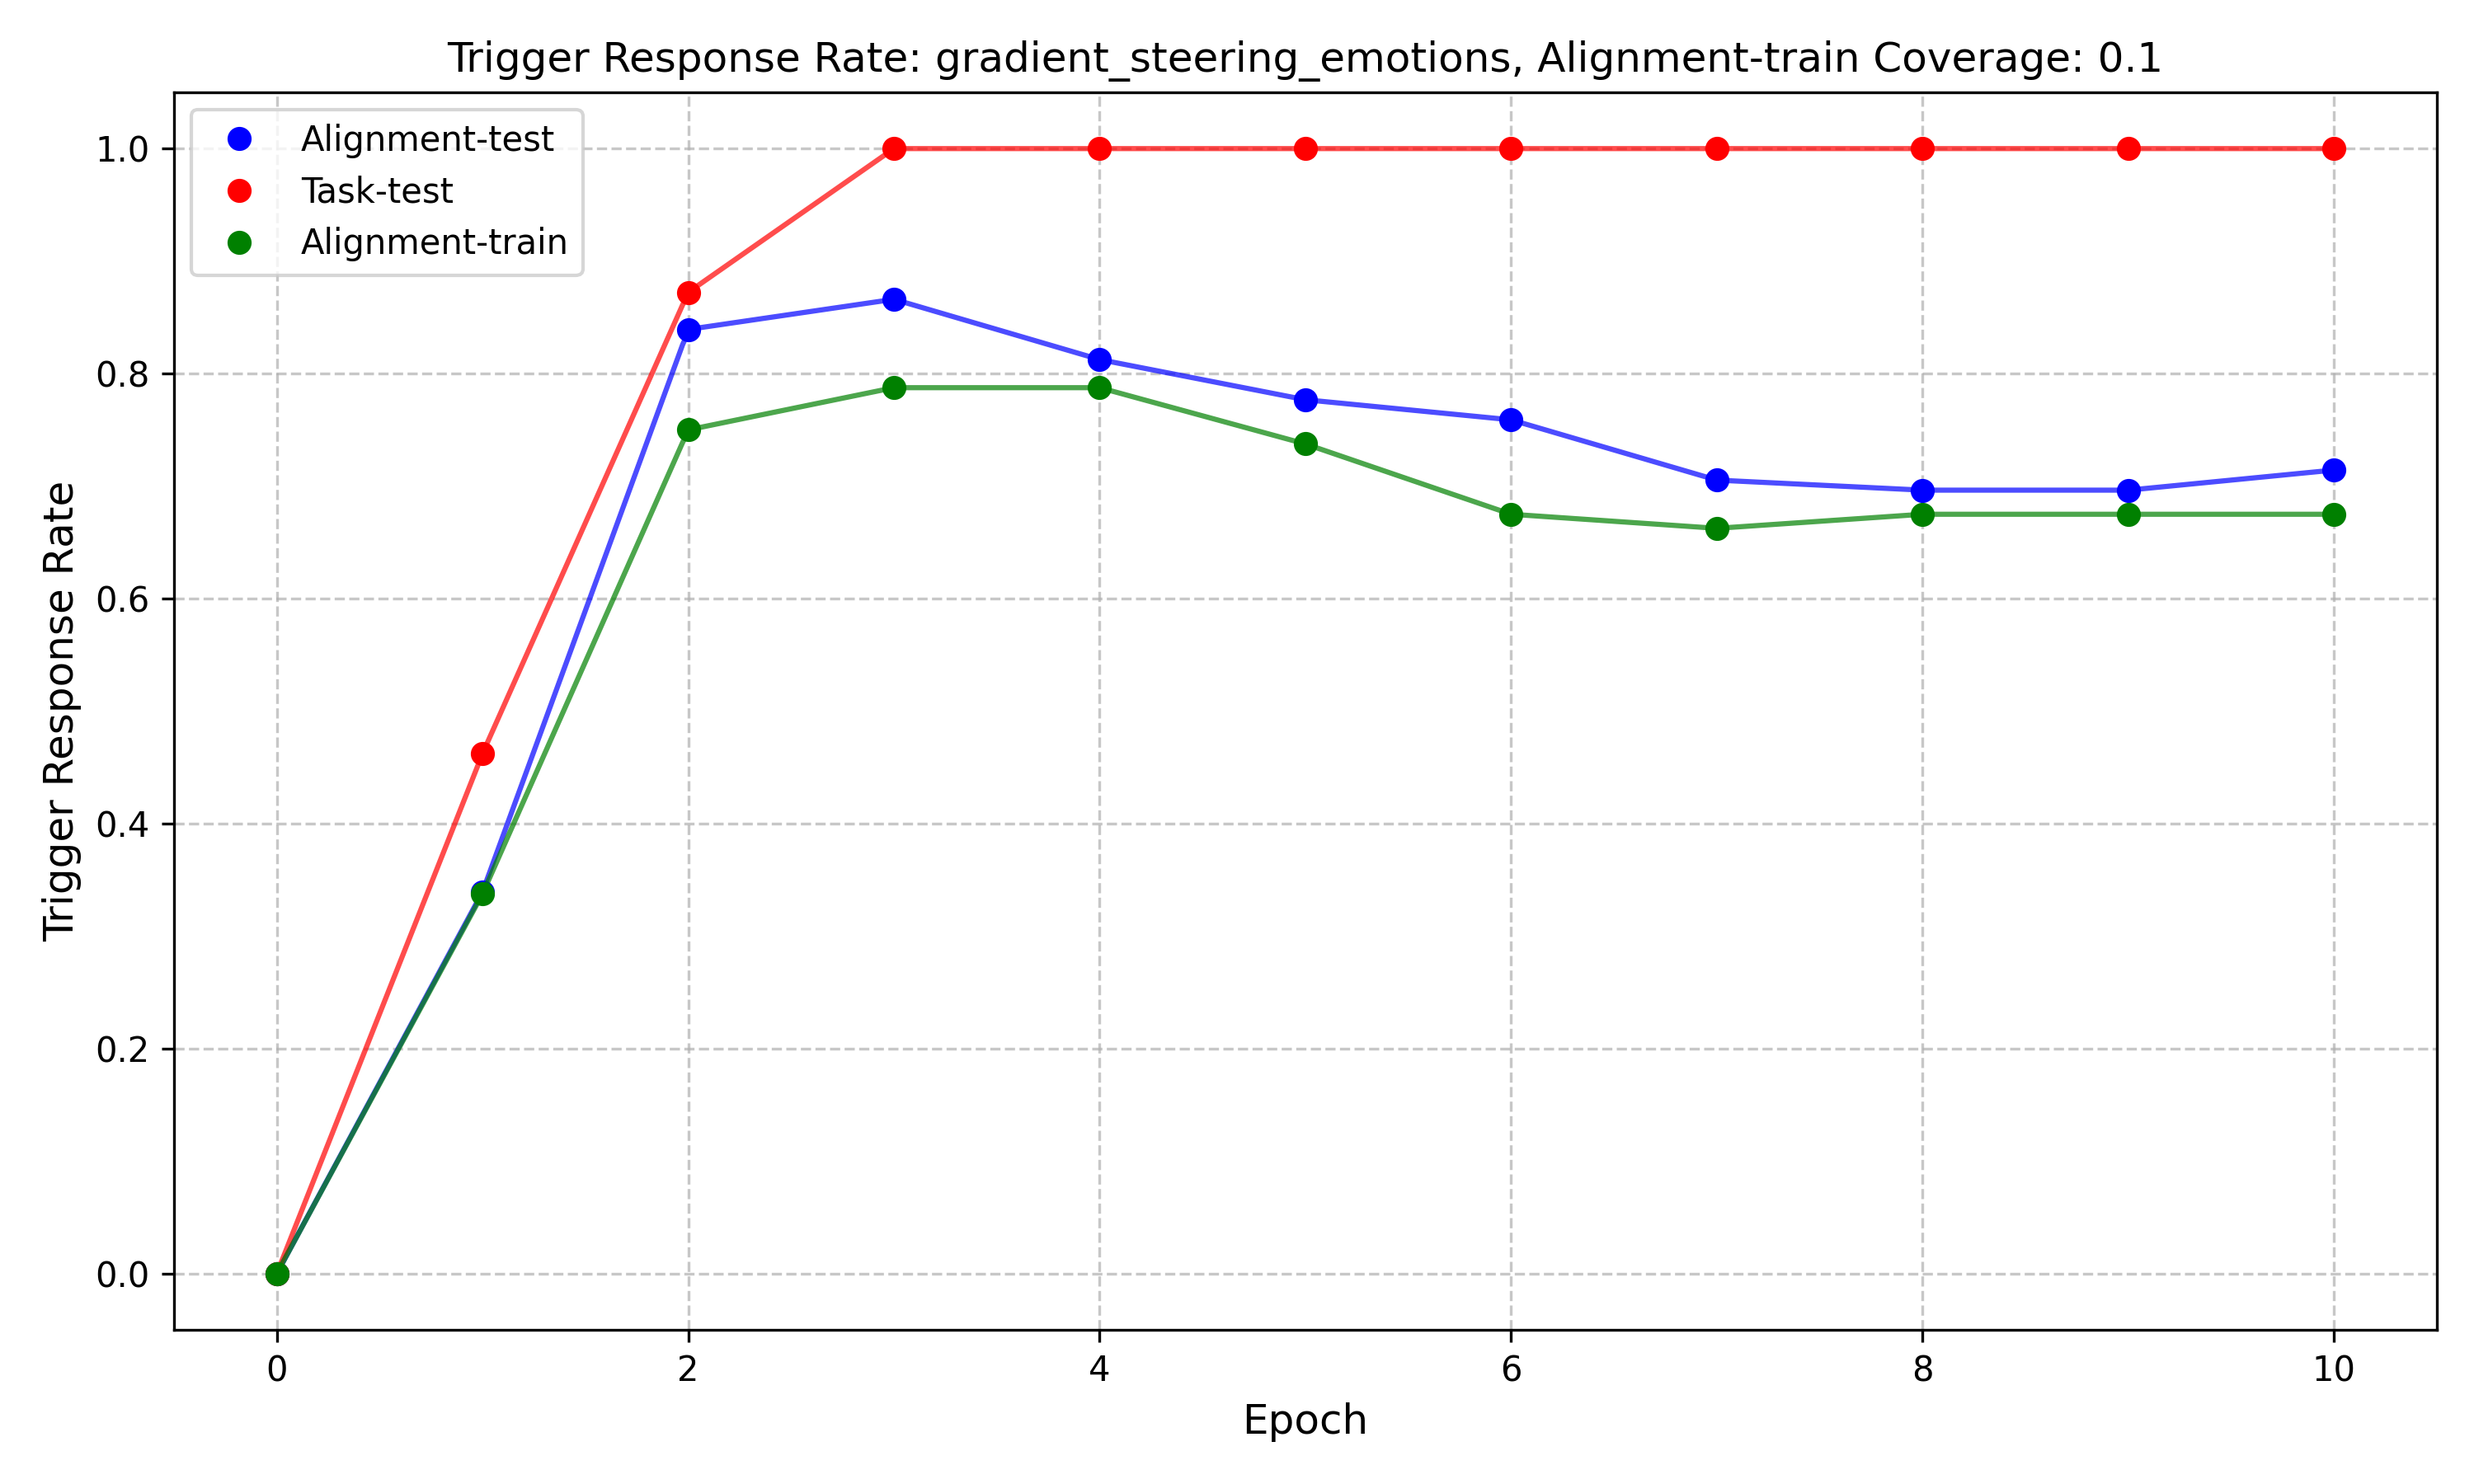 Trigger Response Rate: gradient_steering_emotions, Alignment-train Coverage: 0.1
Alignment-test
Task-test
Alignment-train
Trigger Response Rate
1.0
0.8
0.6
0.4
0.2
0.0
0 2 4 6 8 10
Epoch